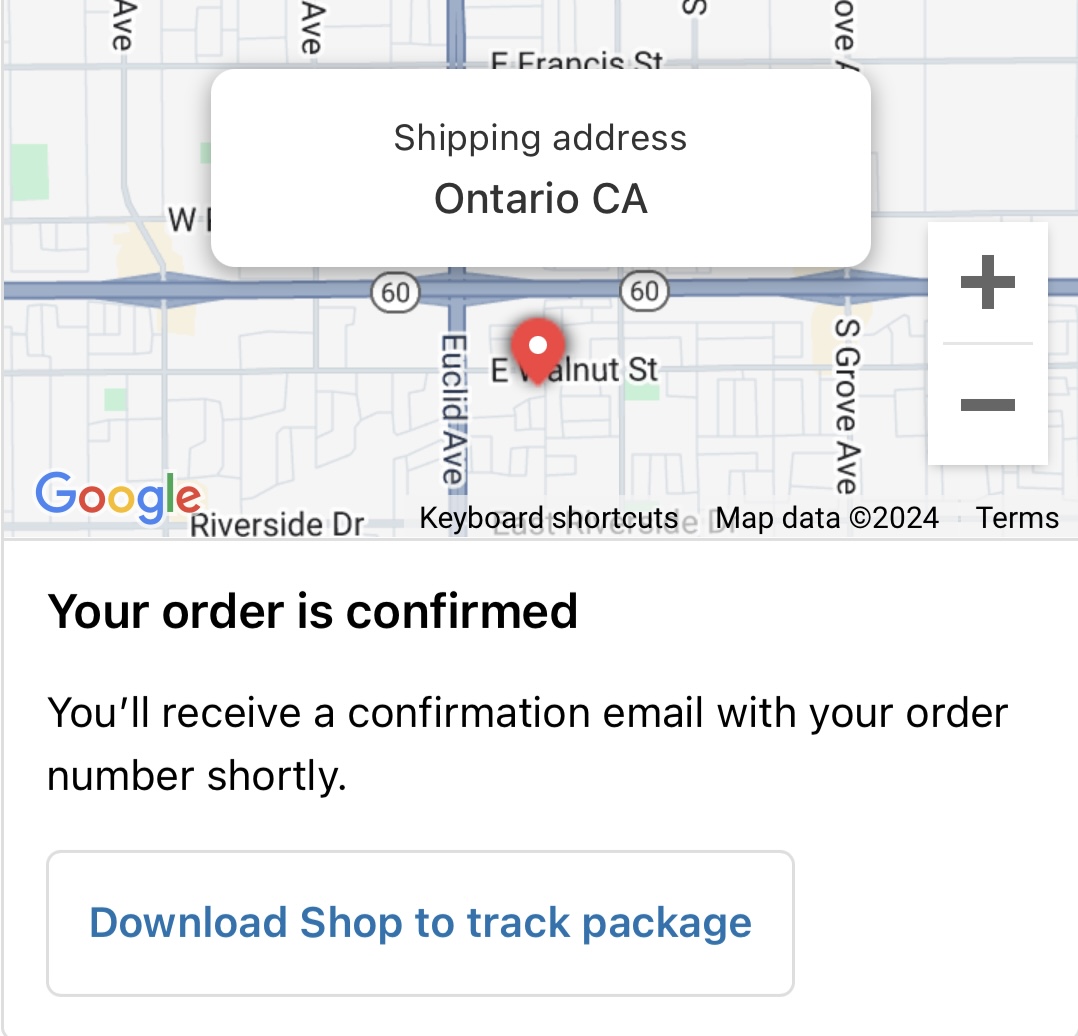 Ave
Ave
S
E Francis St
Shipping address
Ontario CA
W
60
60
S Grove Ave
Euclid Ave
E Walnut St
Google
Riverside Dr
East Riverside Dr
Keyboard shortcuts
Map data ©2024
Terms
Your order is confirmed
You’ll receive a confirmation email with your order
number shortly.
Download Shop to track package